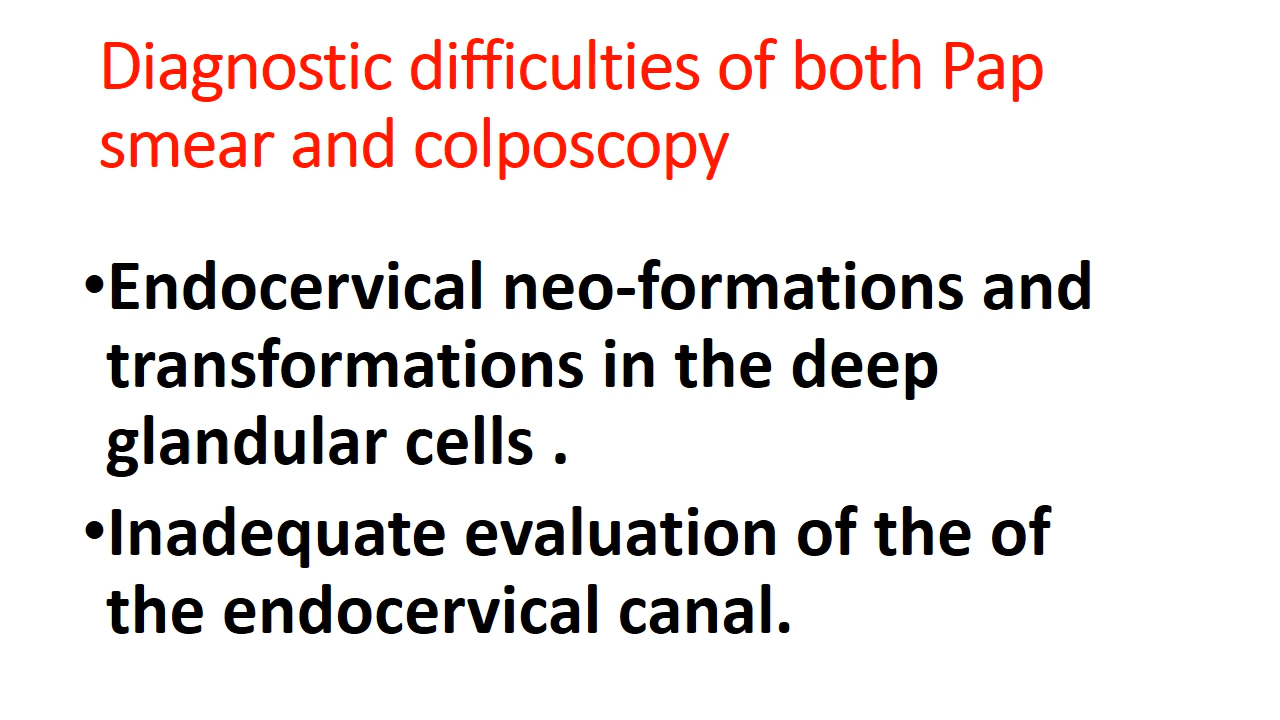 Diagnostic difficulties of both Pap
smear and colposcopy
•Endocervical neo-formations and
transformations in the deep
glandular cells .
•Inadequate evaluation of the of
the endocervical canal.